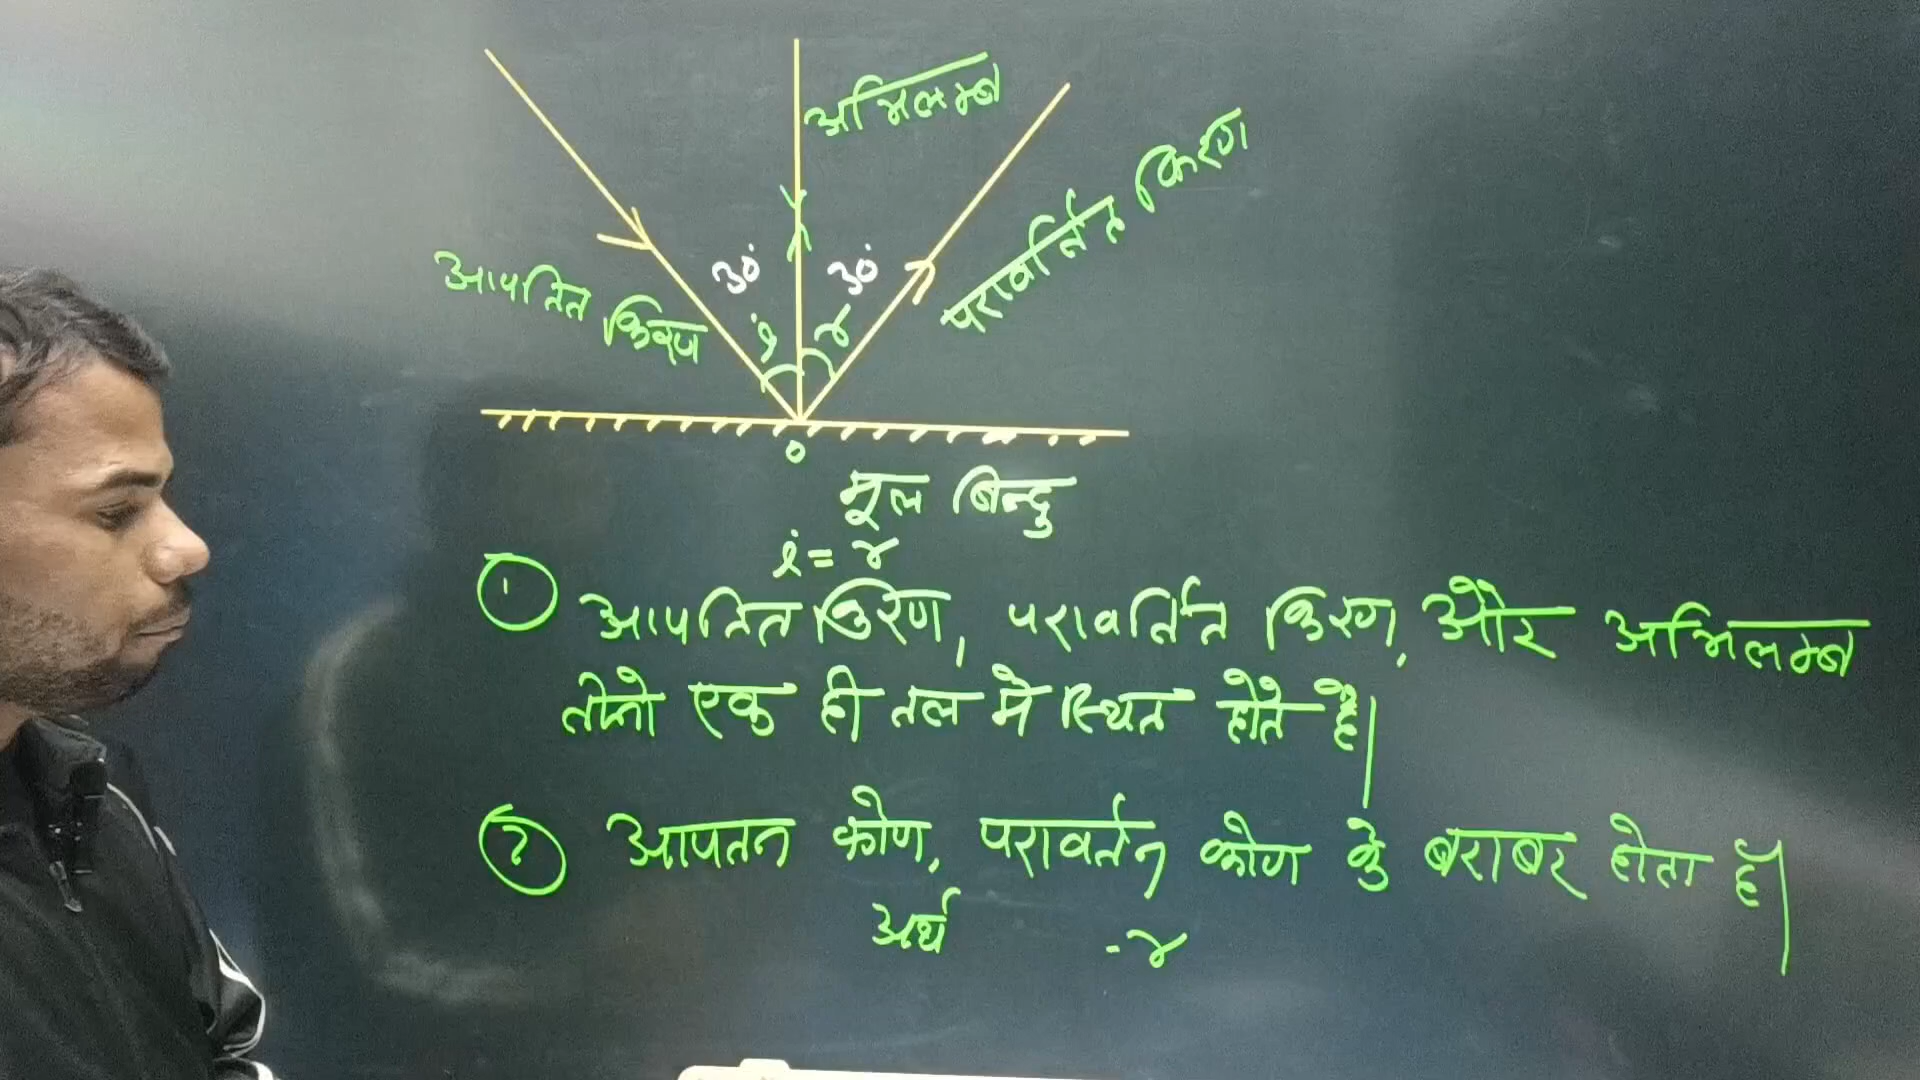 अभिलम्ब
परावर्तित किरण
आपतित किरण
30° 30°
i r
o
मूल बिन्दु
i = r
① आपतित किरण, परावर्तित किरण, और अभिलम्ब
तीनो एक ही तल मे स्थित होते है|
② आपतन कोण, परावर्तन कोण के बराबर होता है|
अर्थ - r